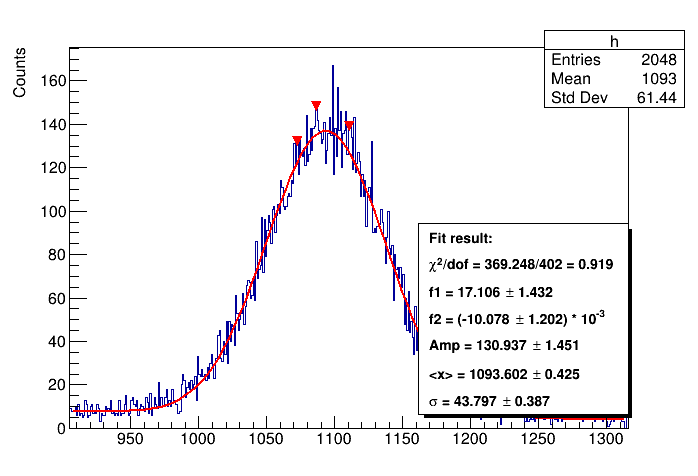 h
Entries 2048
Mean 1093
Std Dev 61.44
Counts
160
140
120
100
80
60
40
20
0
Fit result:
χ²/dof = 369.248/402 = 0.919
f1 = 17.106 ± 1.432
f2 = (-10.078 ± 1.202) * 10⁻³
Amp = 130.937 ± 1.451
<x> = 1093.602 ± 0.425
σ = 43.797 ± 0.387
950 1000 1050 1100 1150 1200 1250 1300